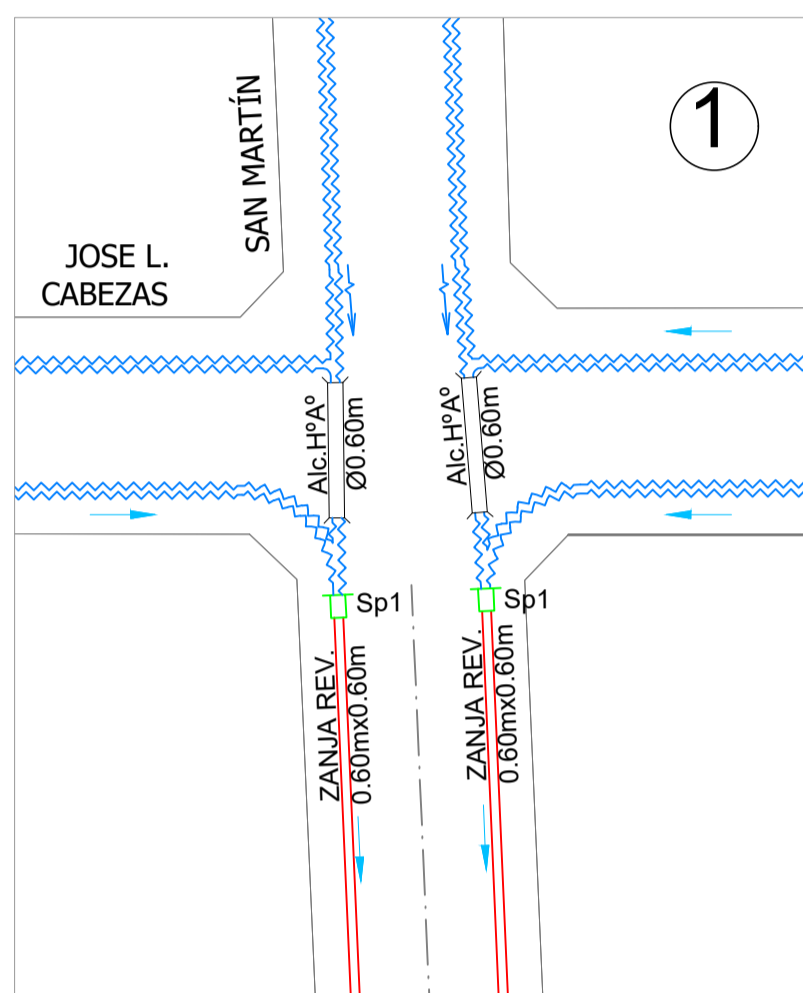 SAN MARTÍN
1
JOSE L.
CABEZAS
Alc.HºAº
Ø0.60m
Alc.HºAº
Ø0.60m
Sp1
Sp1
ZANJA REV.
0.60mx0.60m
ZANJA REV.
0.60mx0.60m